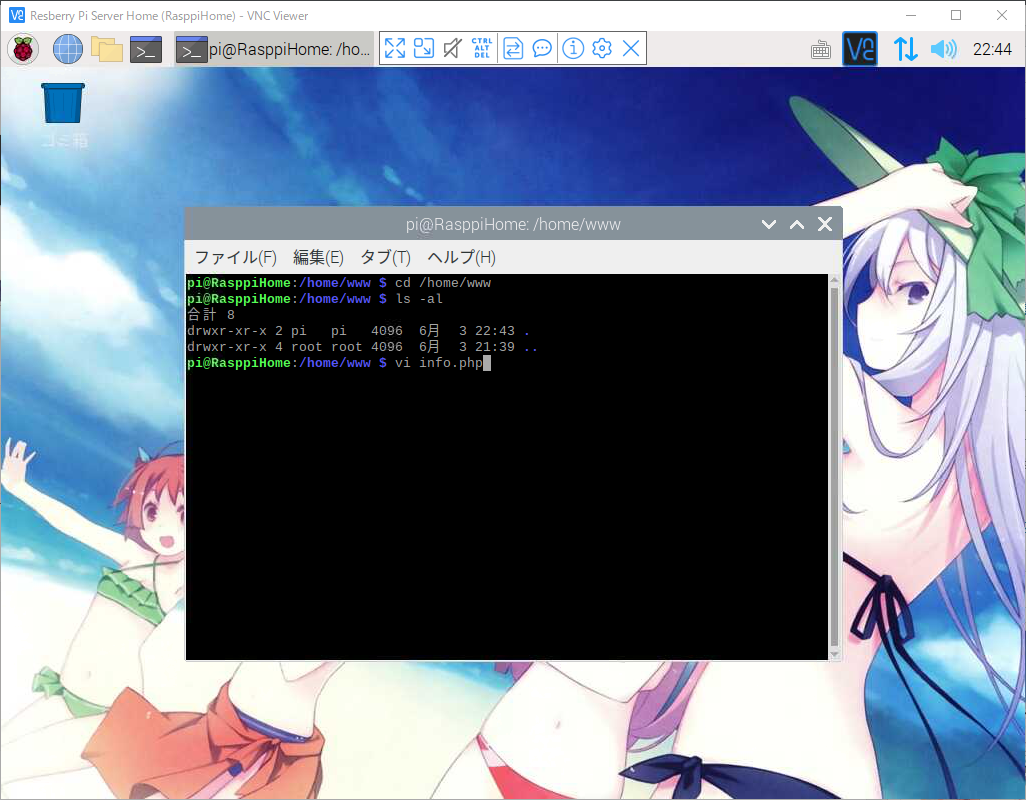 Resberry Pi Server Home (RasppiHome) - VNC Viewer
pi@RasppiHome: /ho...
CTRL
ALT
DEL
22:44
ゴミ箱
pi@RasppiHome: /home/www
ファイル(F) 編集(E) タブ(T) ヘルプ(H)
pi@RasppiHome:/home/www $ cd /home/www
pi@RasppiHome:/home/www $ ls -al
合計 8
drwxr-xr-x 2 pi   pi   4096  6月  3 22:43 .
drwxr-xr-x 4 root root 4096  6月  3 21:39 ..
pi@RasppiHome:/home/www $ vi info.php